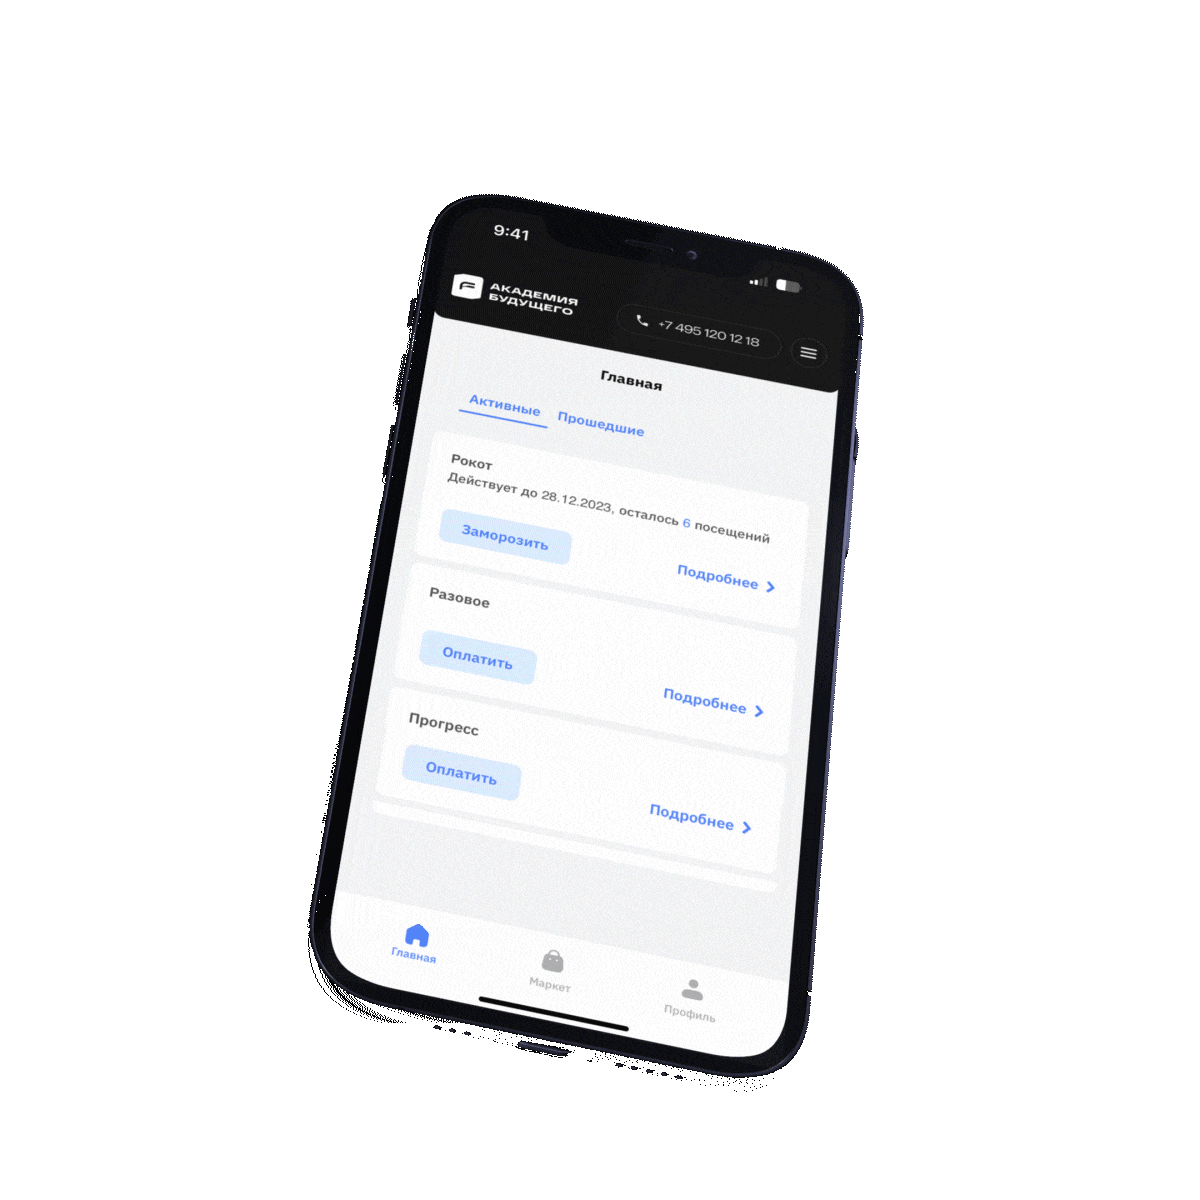 9:41
АКАДЕМИЯ
БУДУЩЕГО
+7 495 120 12 18
Главная
Активные Прошедшие
Рокот
Действует до 28.12.2023, осталось 6 посещений
Заморозить
Подробнее
Разовое
Оплатить
Подробнее
Прогресс
Оплатить
Подробнее
Главная
Маркет
Профиль